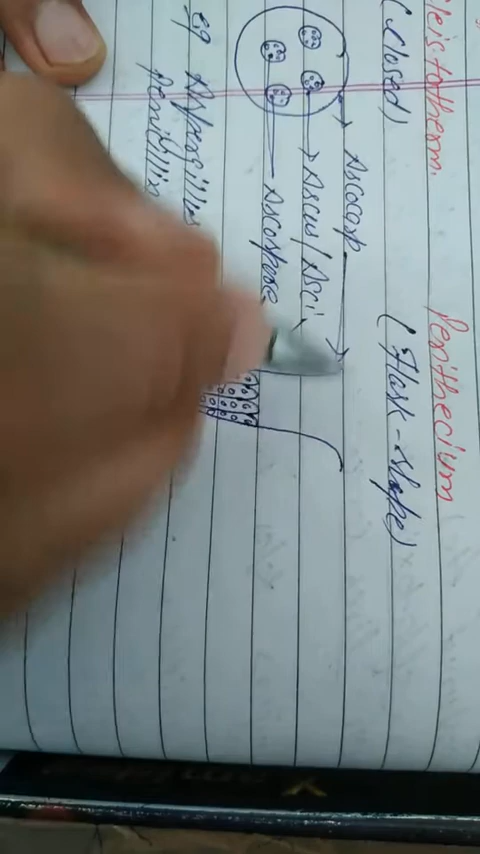 Cleistothecium.
Perithecium
(closed)
(Flask-shape)
Ascocarp
Ascus/Asci
Ascospore
Eg Aspergillus